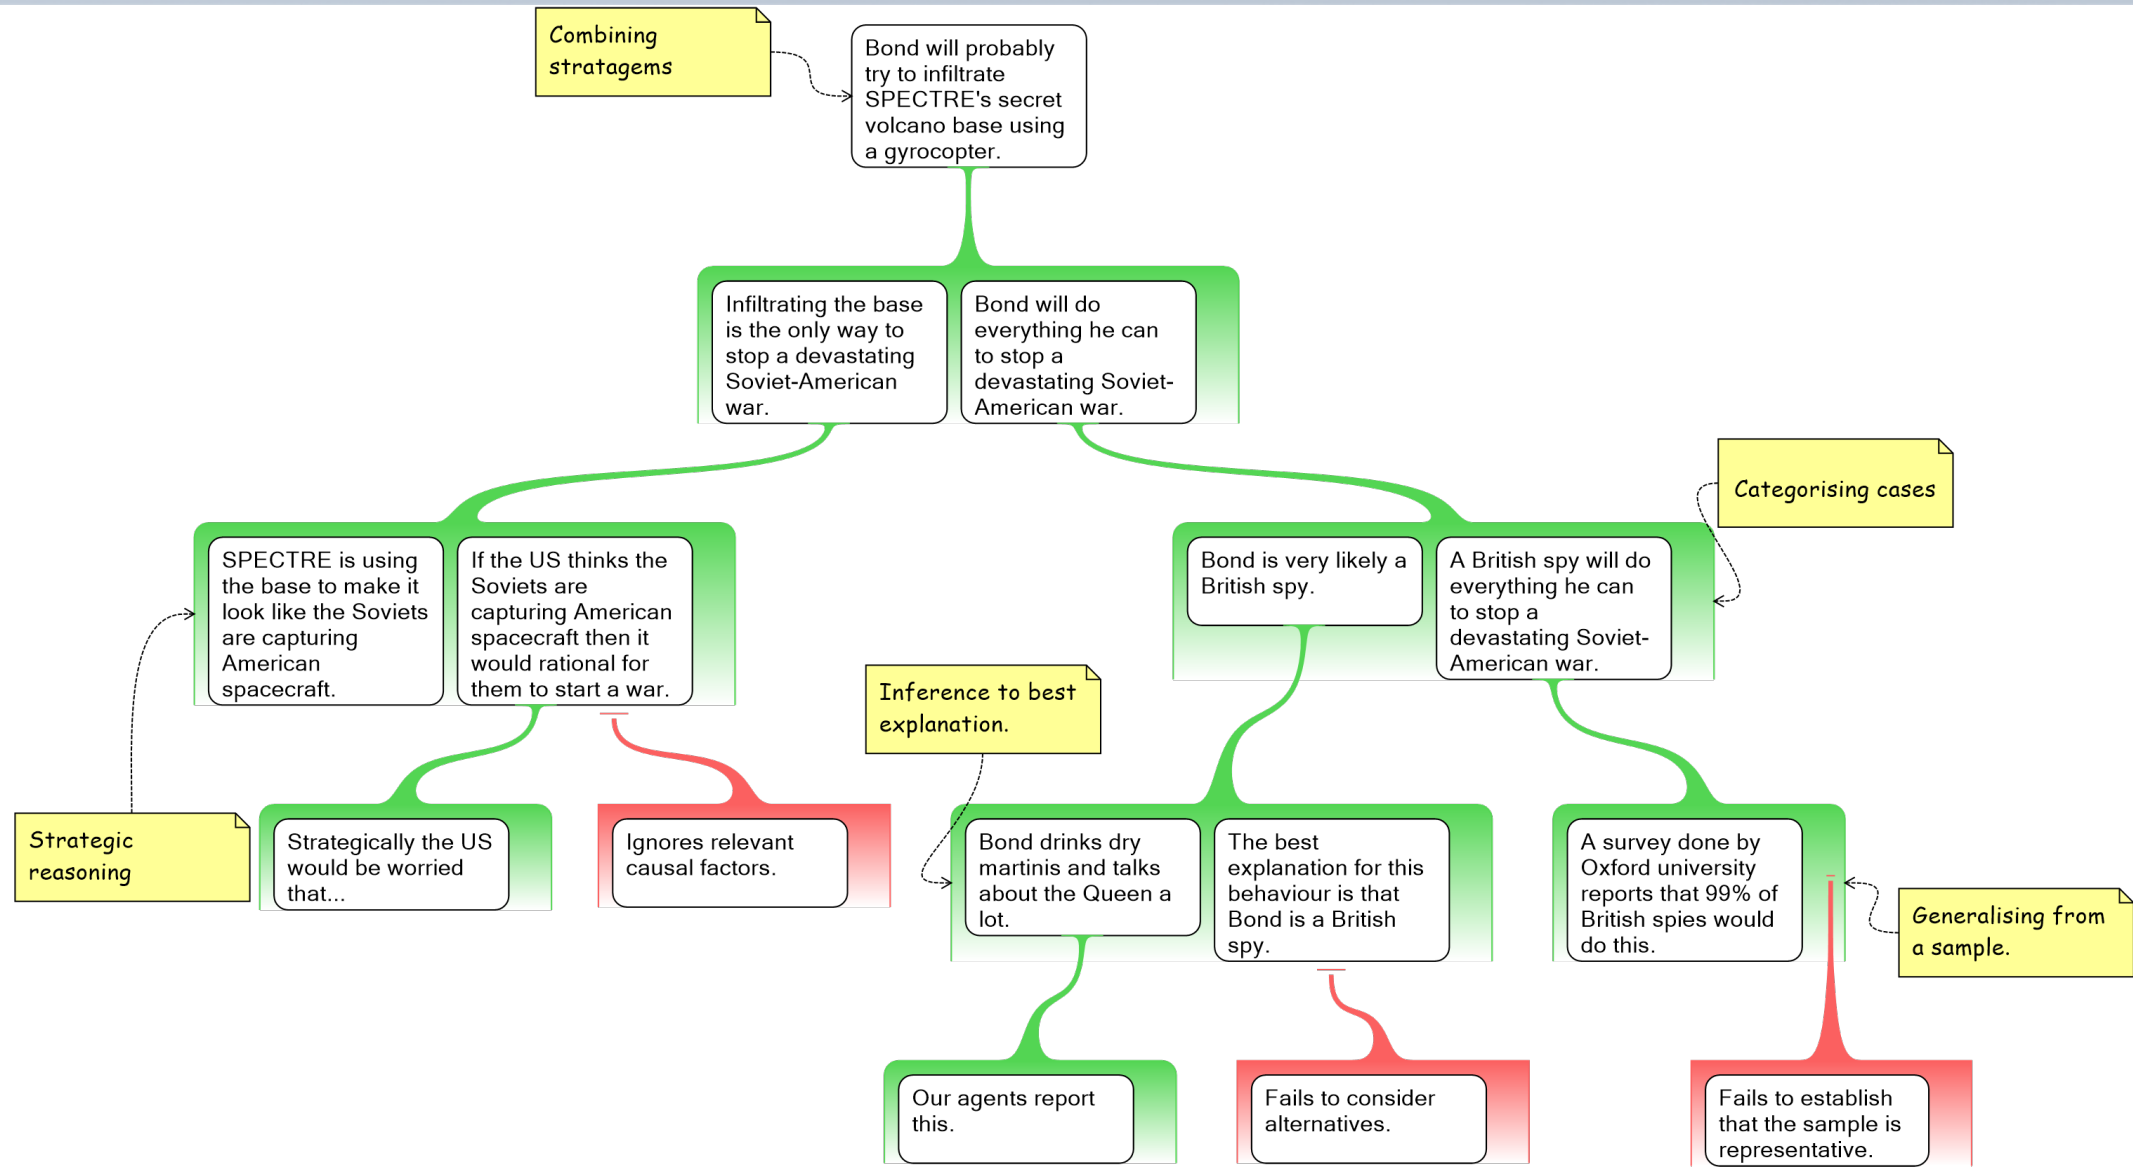 Combining
stratagems
Bond will probably
try to infiltrate
SPECTRE's secret
volcano base using
a gyrocopter.
Infiltrating the base
is the only way to
stop a devastating
Soviet-American
war.
Bond will do
everything he can
to stop a
devastating Soviet-
American war.
Categorising cases
SPECTRE is using
the base to make it
look like the Soviets
are capturing
American
spacecraft.
If the US thinks the
Soviets are
capturing American
spacecraft then it
would rational for
them to start a war.
Bond is very likely a
British spy.
A British spy will do
everything he can
to stop a
devastating Soviet-
American war.
Inference to best
explanation.
Strategic
reasoning
Strategically the US
would be worried
that...
Ignores relevant
causal factors.
Bond drinks dry
martinis and talks
about the Queen a
lot.
The best
explanation for this
behaviour is that
Bond is a British
spy.
A survey done by
Oxford university
reports that 99% of
British spies would
do this.
Generalising from
a sample.
Our agents report
this.
Fails to consider
alternatives.
Fails to establish
that the sample is
representative.